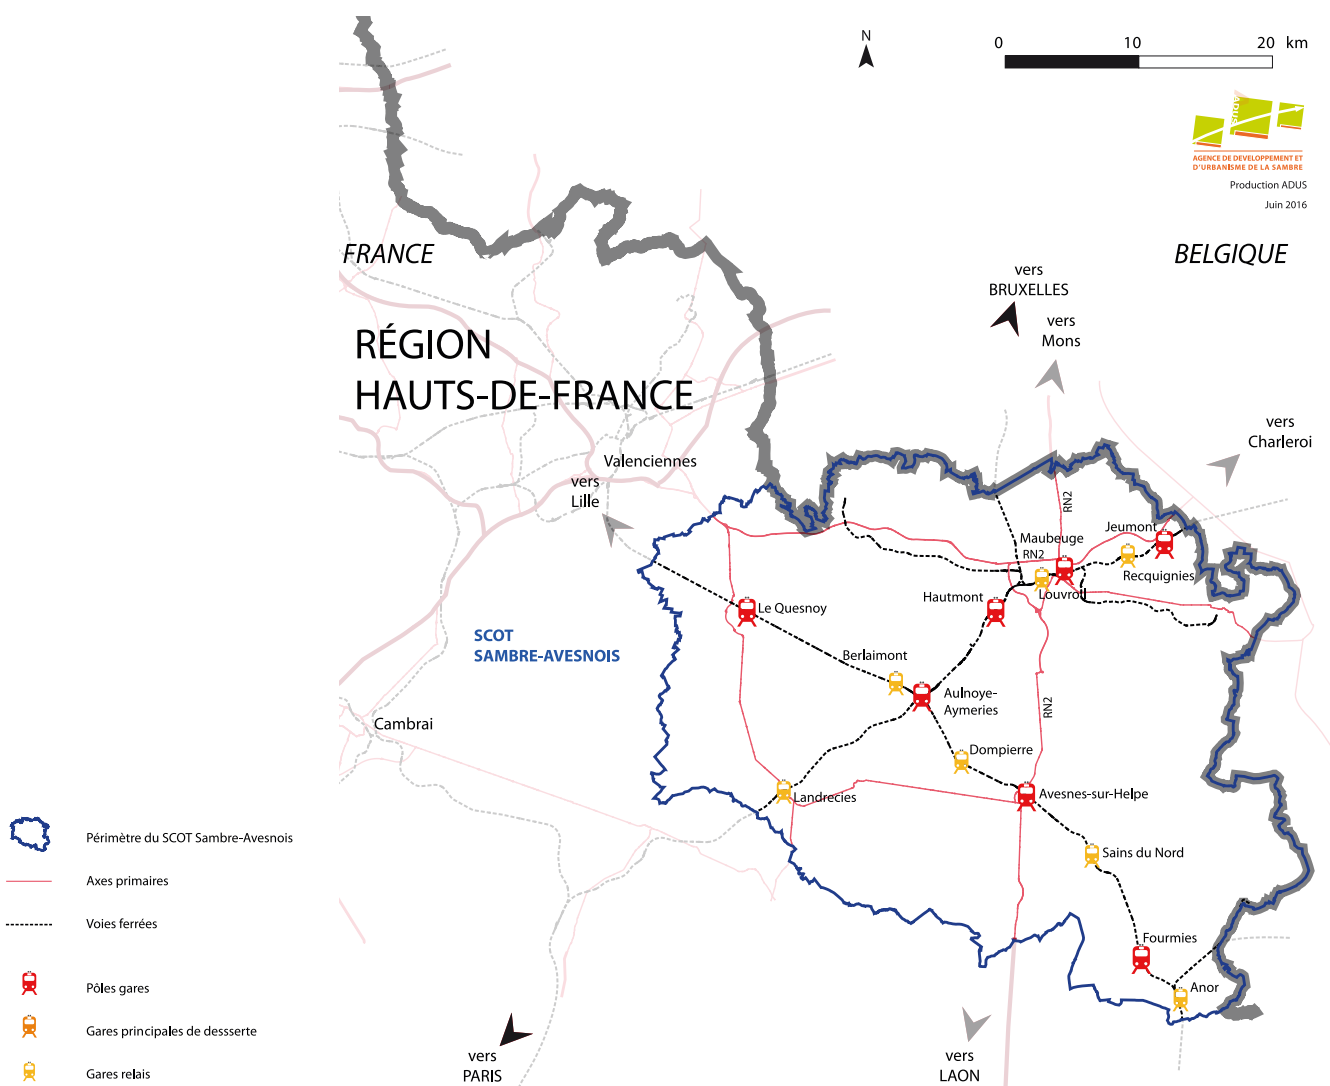 N
0 10 20 km
AGENCE DE DEVELOPPEMENT ET
D'URBANISME DE LA SAMBRE
Production ADUS
Juin 2016
FRANCE
BELGIQUE
vers
BRUXELLES
vers
Mons
RÉGION
HAUTS-DE-FRANCE
vers
Charleroi
Valenciennes
vers
Lille
RN2
Jeumont
Maubeuge
RN2
Recquignies
Louvroil
Hautmont
Le Quesnoy
SCOT
SAMBRE-AVESNOIS
Berlaimont
Aulnoye-
Aymeries
RN2
Cambrai
Dompierre
Landrecies
Avesnes-sur-Helpe
Sains du Nord
Fourmies
Anor
vers
PARIS
vers
LAON
Périmètre du SCOT Sambre-Avesnois
Axes primaires
Voies ferrées
Pôles gares
Gares principales de dessserte
Gares relais